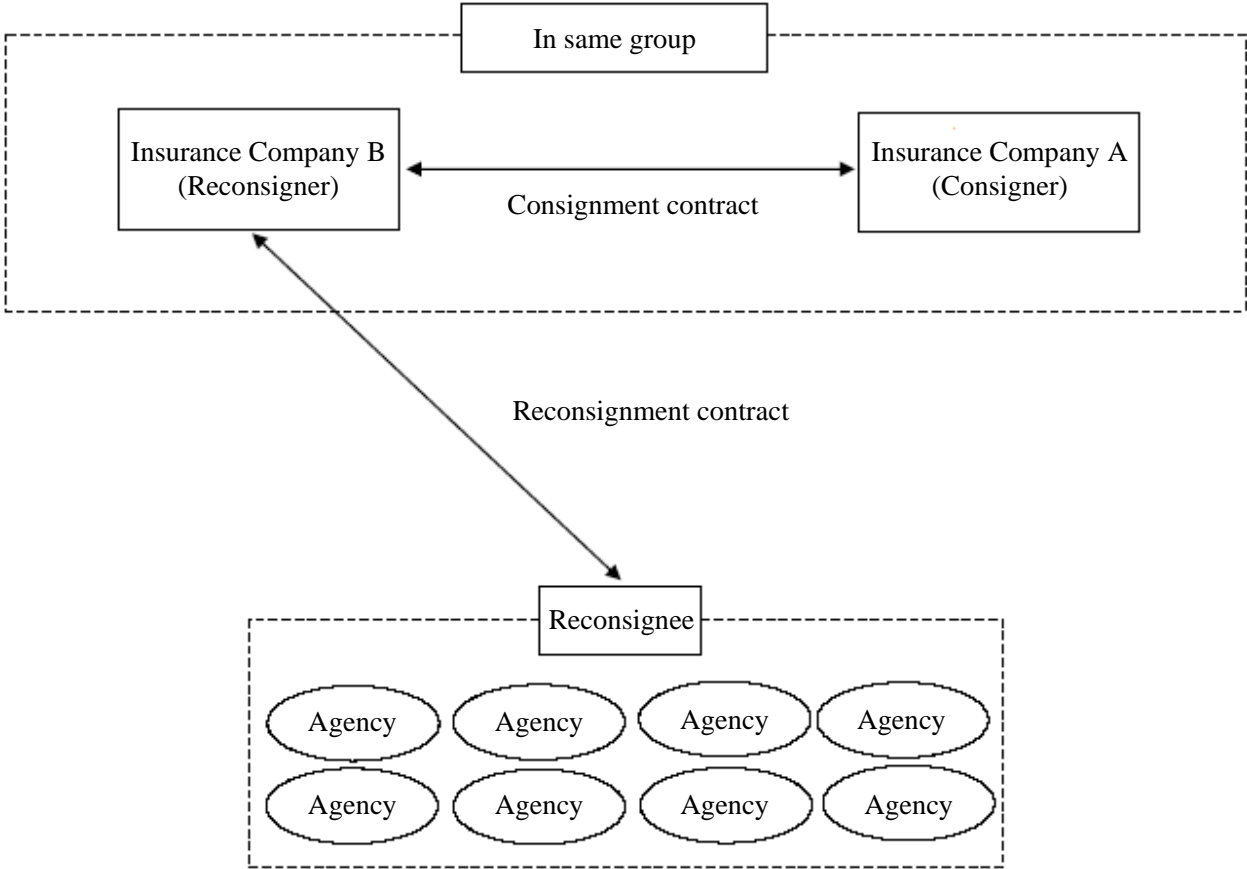 In same group
Insurance Company B
(Reconsigner)
Insurance Company A
(Consigner)
Consignment contract
Reconsignment contract
Reconsignee
Agency
Agency
Agency
Agency
Agency
Agency
Agency
Agency